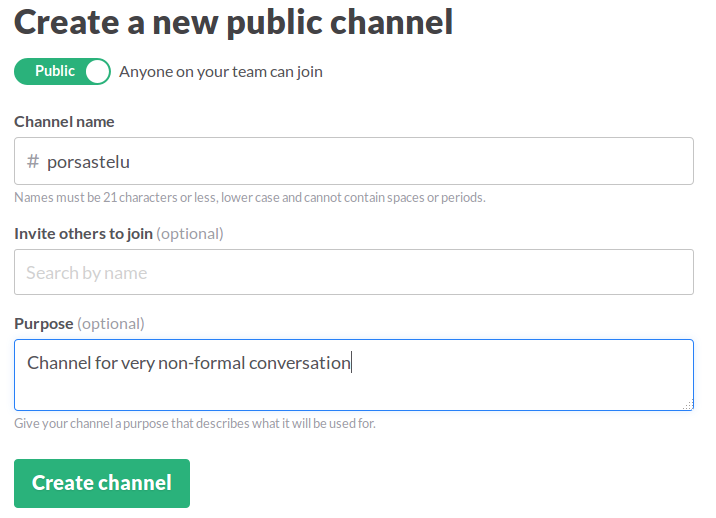 Create a new public channel
Public Anyone on your team can join
Channel name
# porsastelu
Names must be 21 characters or less, lower case and cannot contain spaces or periods.
Invite others to join (optional)
Search by name
Purpose (optional)
Channel for very non-formal conversation
Give your channel a purpose that describes what it will be used for.
Create channel